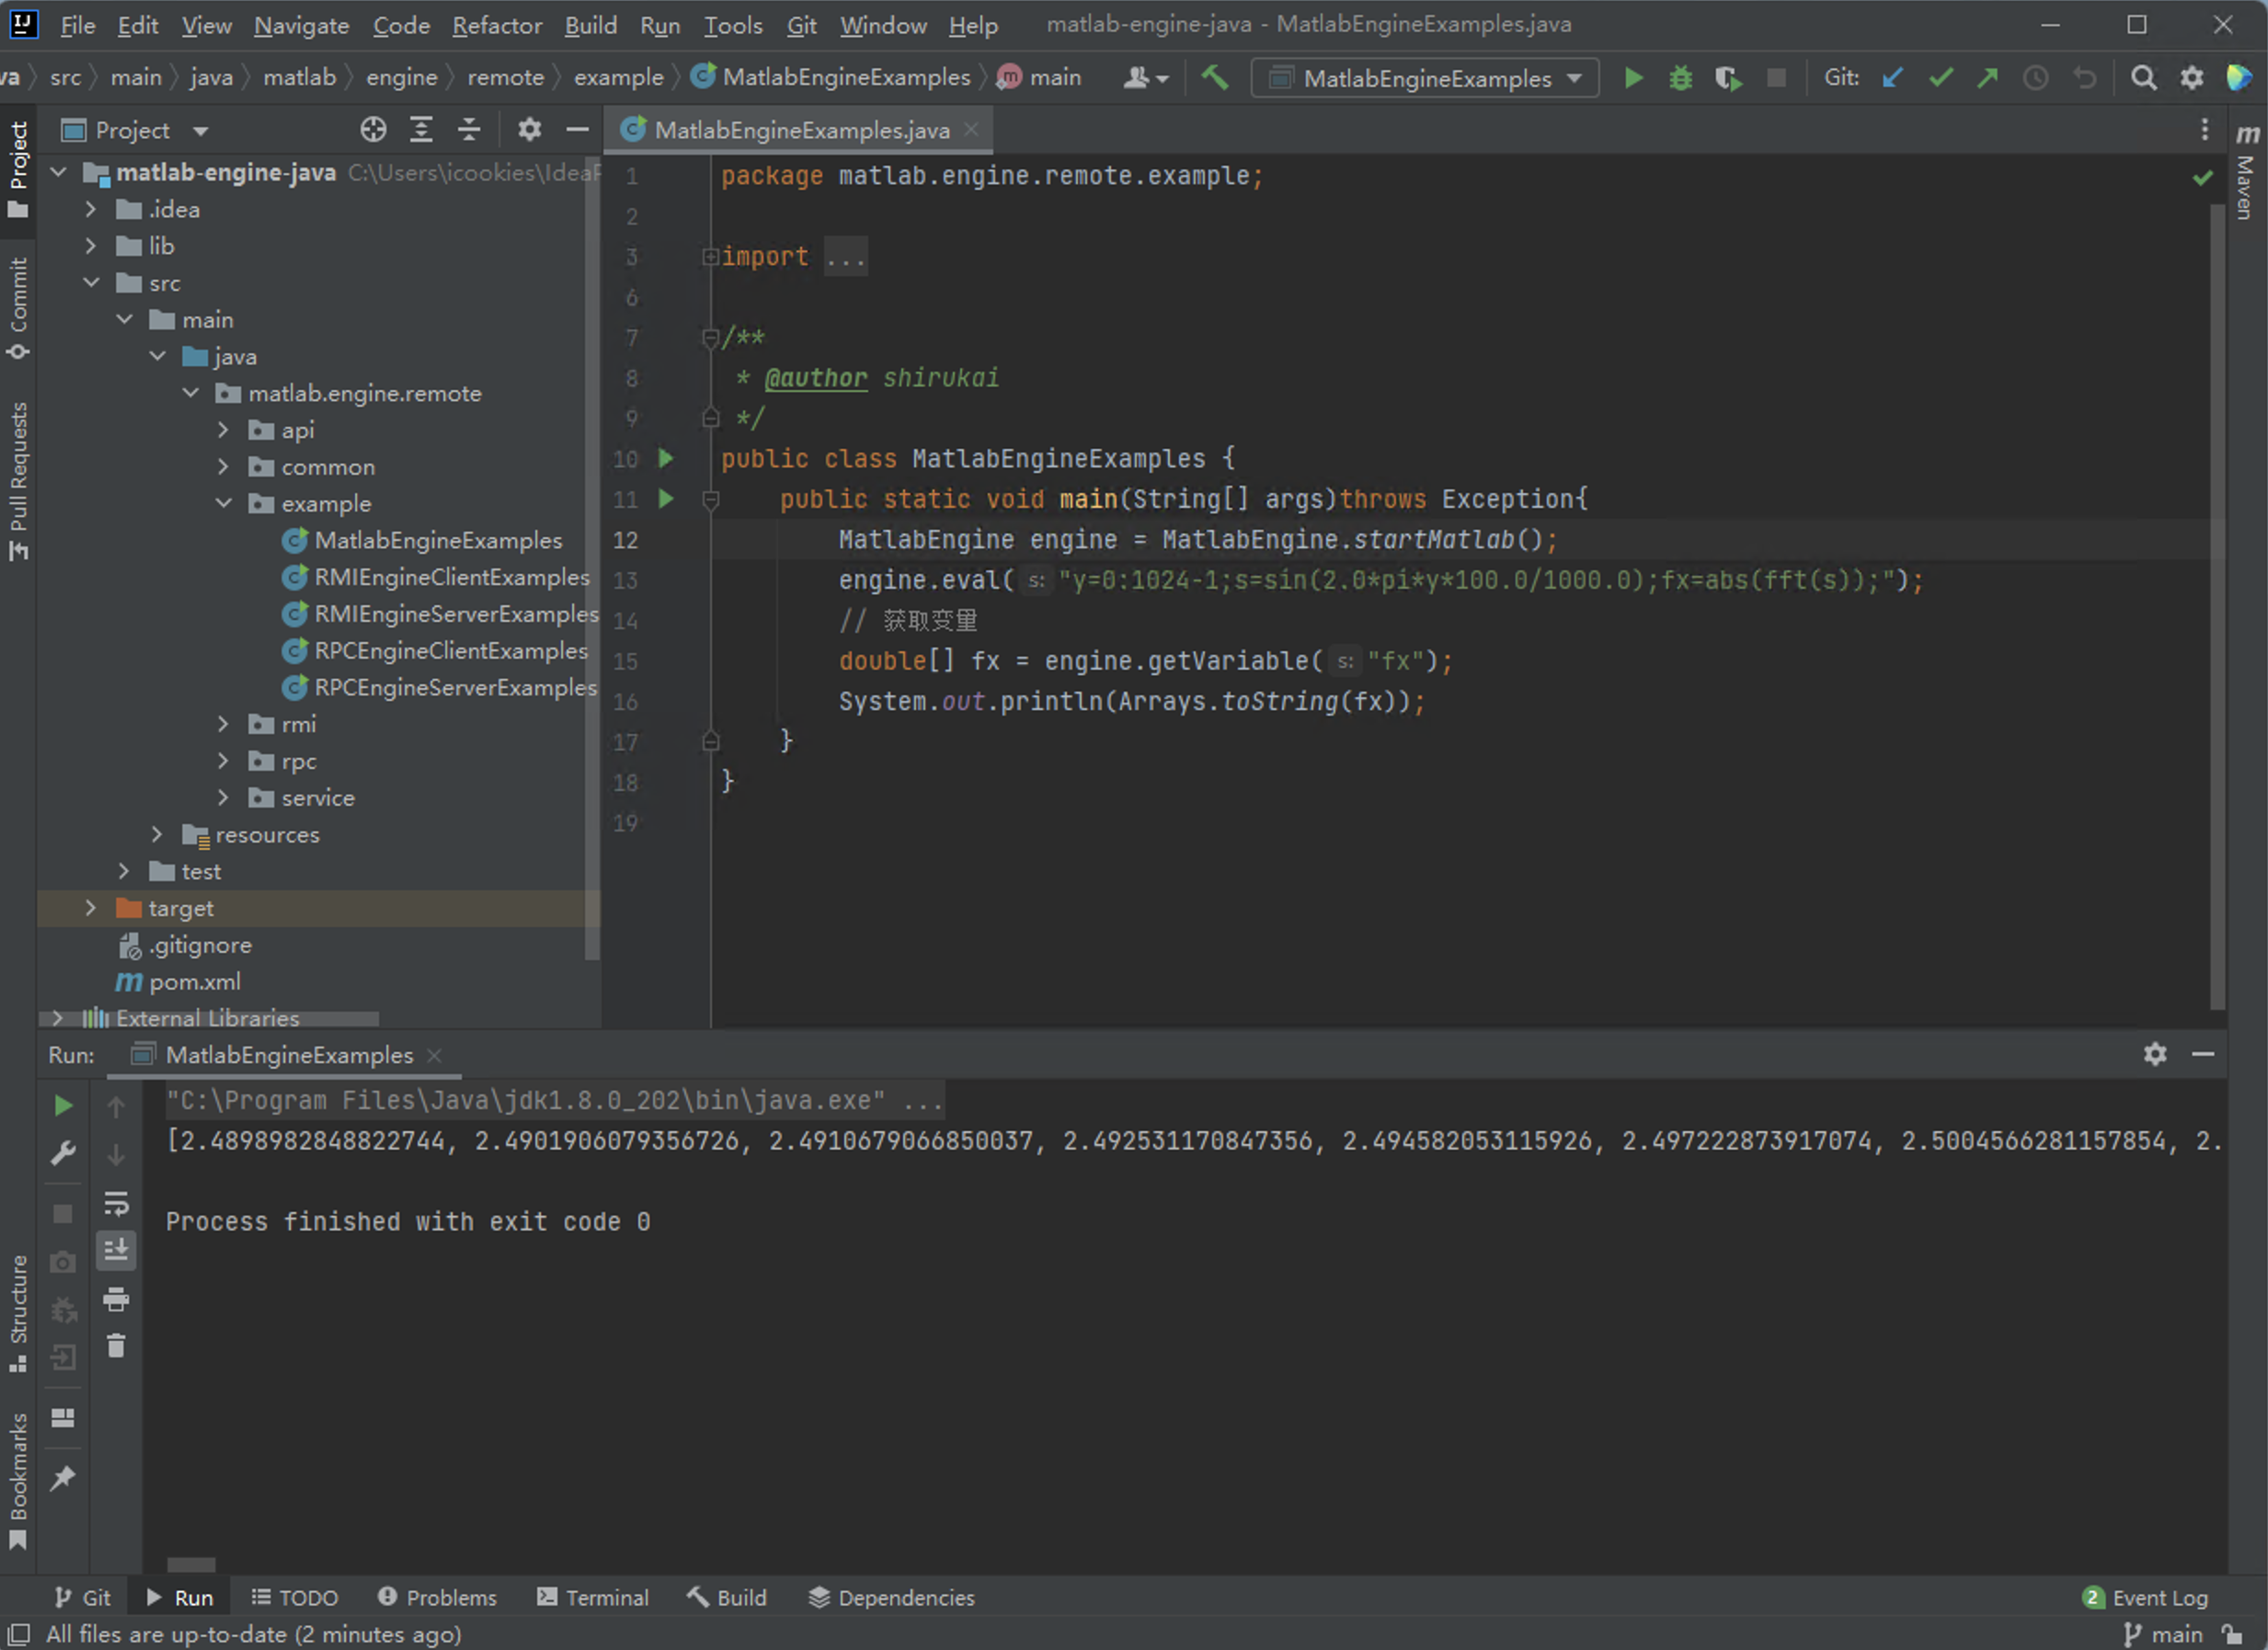 File Edit View Navigate Code Refactor Build Run Tools Git Window Help matlab-engine-java - MatlabEngineExamples.java
va src main java matlab engine remote example MatlabEngineExamples main MatlabEngineExamples Git:
Project
MatlabEngineExamples.java
matlab-engine-java C:\Users\icookies\IdeaP
.idea
lib
src
main
java
matlab.engine.remote
api
common
example
MatlabEngineExamples
RMIEngineClientExamples
RMIEngineServerExamples
RPCEngineClientExamples
RPCEngineServerExamples
rmi
rpc
service
resources
test
target
.gitignore
pom.xml
External Libraries
1 package matlab.engine.remote.example;
2
3 import ...
6
7 /**
8 * @author shirukai
9 */
10 public class MatlabEngineExamples {
11 public static void main(String[] args)throws Exception{
12 MatlabEngine engine = MatlabEngine.startMatlab();
13 engine.eval( s: "y=0:1024-1;s=sin(2.0*pi*y*100.0/1000.0);fx=abs(fft(s));");
14 // 获取变量
15 double[] fx = engine.getVariable( s: "fx");
16 System.out.println(Arrays.toString(fx));
17 }
18 }
19
Project
Commit
Pull Requests
Structure
Bookmarks
m
Maven
Run: MatlabEngineExamples
"C:\Program Files\Java\jdk1.8.0_202\bin\java.exe" ...
[2.4898982848822744, 2.4901906079356726, 2.4910679066850037, 2.492531170847356, 2.494582053115926, 2.497222873917074, 2.5004566281157854, 2.
Process finished with exit code 0
Git Run TODO Problems Terminal Build Dependencies 2 Event Log
All files are up-to-date (2 minutes ago) main